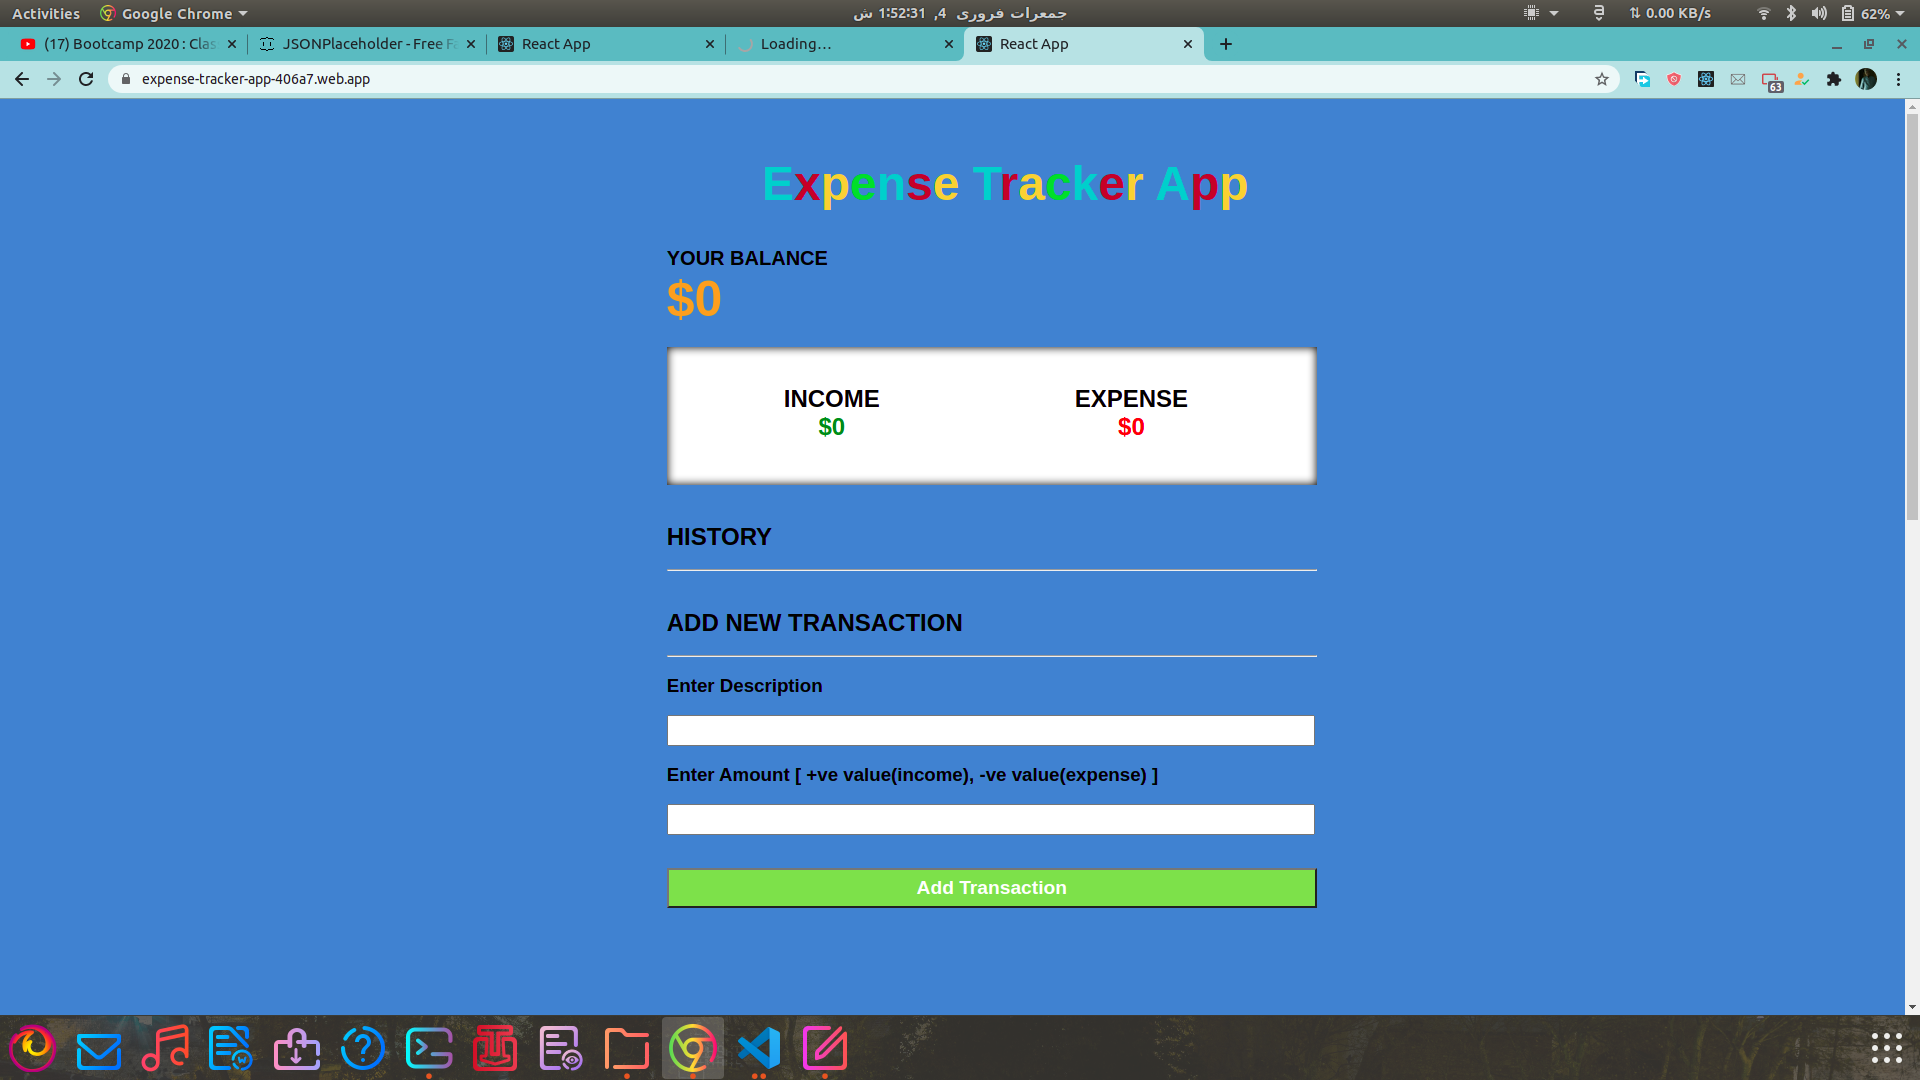 Activities Google Chrome جمعرات فروری 4, 1:52:31 ش 0.00 KB/s 62%
(17) Bootcamp 2020 : Clas JSONPlaceholder - Free Fa React App Loading... React App
expense-tracker-app-406a7.web.app 63
Expense Tracker App
YOUR BALANCE
$0
INCOME EXPENSE
$0 $0
HISTORY
ADD NEW TRANSACTION
Enter Description
Enter Amount [ +ve value(income), -ve value(expense) ]
Add Transaction